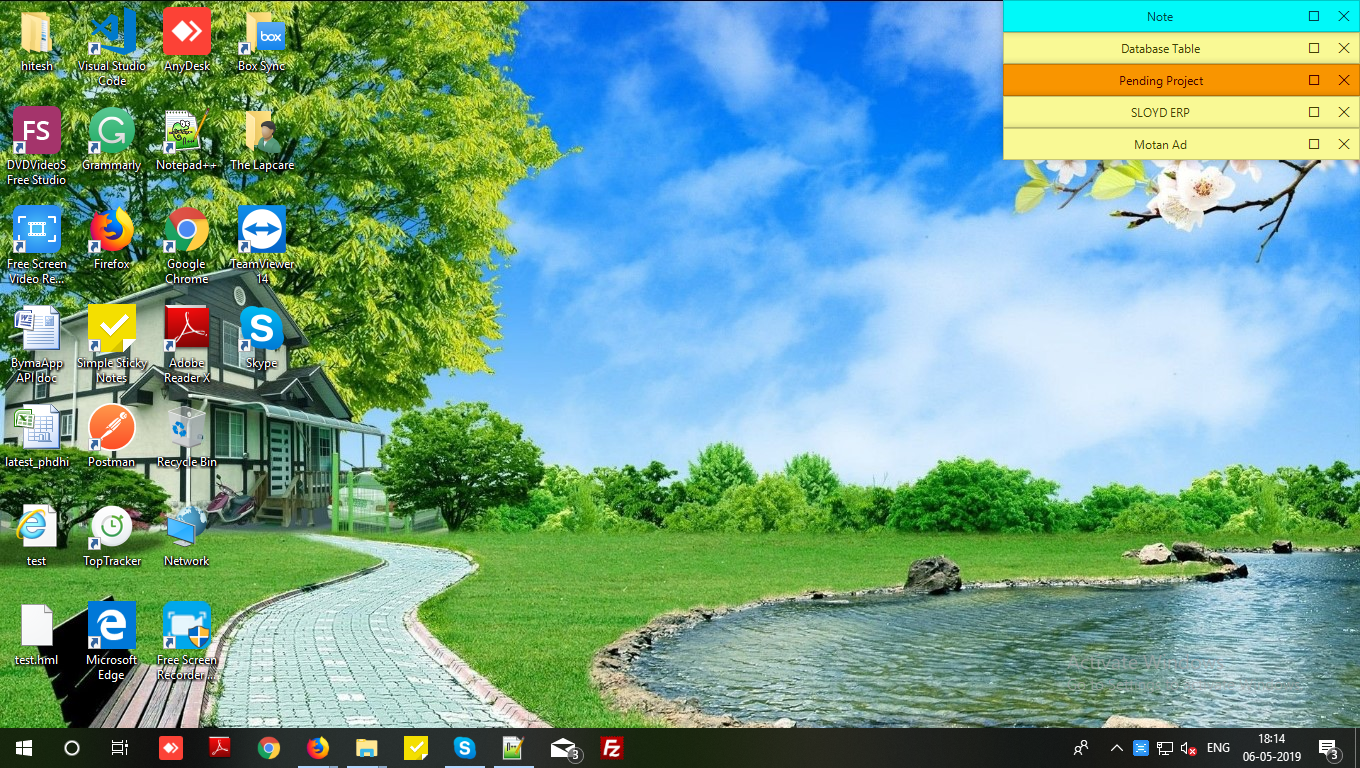 Note
Database Table
Pending Project
SLOYD ERP
Motan Ad
hitesh
Visual Studio
Code
AnyDesk
box
Box Sync
FS
DVDVideoS
Free Studio
Grammarly
Notepad++
The Lapcare
Free Screen
Video Re...
Firefox
Google
Chrome
TeamViewer
14
BymaApp
API doc
Simple Sticky
Notes
Adobe
Reader X
Skype
latest_phdhi
Postman
Recycle Bin
test
TopTracker
Network
test.hml
Microsoft
Edge
Free Screen
Recorder ...
Activate Windows
3
ENG
18:14
06-05-2019
3